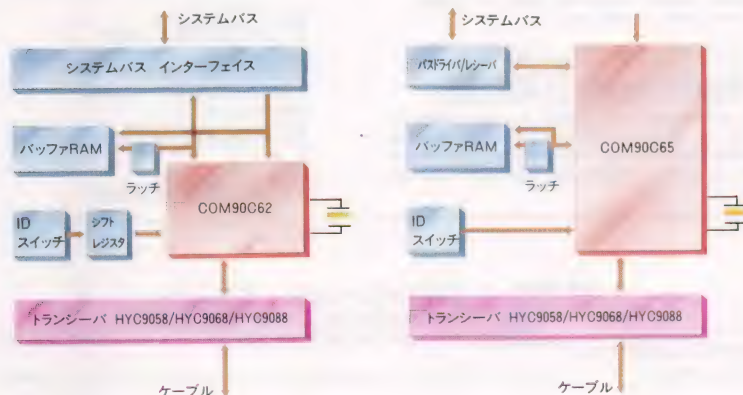 システムバス
システムバス インターフェイス
バッファRAM
ラッチ
COM90C62
ID
スイッチ
シフト
レジスタ
トランシーバ HYC9058/HYC9068/HYC9088
ケーブル
システムバス
バスドライバ/レシーバ
バッファRAM
ラッチ
COM90C65
ID
スイッチ
トランシーバ HYC9058/HYC9068/HYC9088
ケーブル